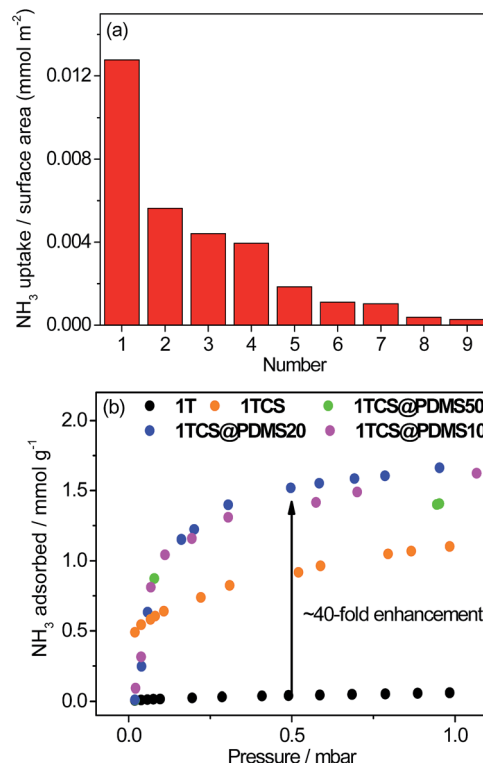 (a)
NH₃ uptake / surface area (mmol m⁻²)
0.012
0.008
0.004
0.000
1 2 3 4 5 6 7 8 9
Number
(b)
1T 1TCS 1TCS@PDMS50
1TCS@PDMS20 1TCS@PDMS10
NH₃ adsorbed / mmol g⁻¹
2.0
1.5
1.0
0.5
0.0
~40-fold enhancement
0.0 0.5 1.0
Pressure / mbar